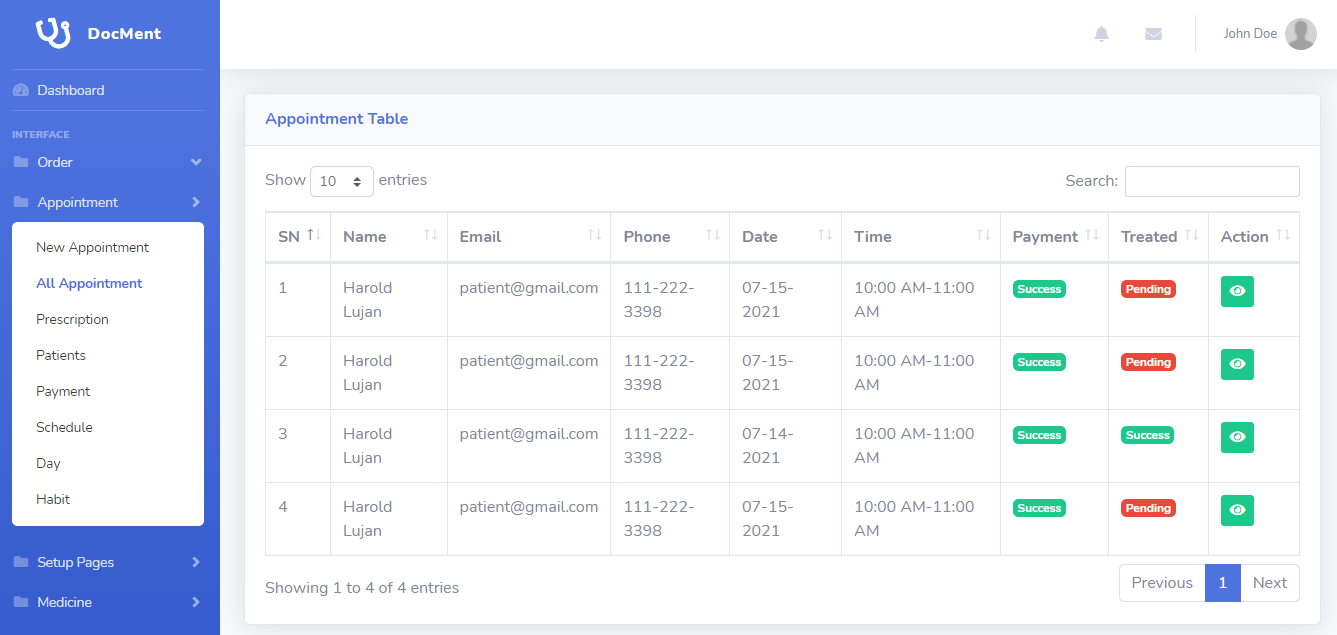 DocMent
John Doe
Dashboard
INTERFACE
Order
Appointment
New Appointment
All Appointment
Prescription
Patients
Payment
Schedule
Day
Habit
Setup Pages
Medicine
Appointment Table
Show 10 entries
Search:
SN Name Email Phone Date Time Payment Treated Action
1 Harold patient@gmail.com 111-222- 07-15- 10:00 AM-11:00 Success Pending
Lujan 3398 2021 AM
2 Harold patient@gmail.com 111-222- 07-15- 10:00 AM-11:00 Success Pending
Lujan 3398 2021 AM
3 Harold patient@gmail.com 111-222- 07-14- 10:00 AM-11:00 Success Success
Lujan 3398 2021 AM
4 Harold patient@gmail.com 111-222- 07-15- 10:00 AM-11:00 Success Pending
Lujan 3398 2021 AM
Showing 1 to 4 of 4 entries
Previous 1 Next